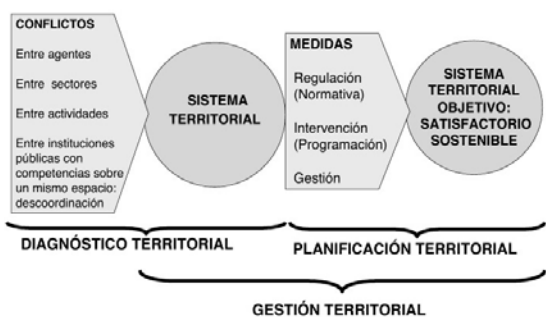 CONFLICTOS
Entre agentes
Entre sectores
Entre actividades
Entre instituciones
públicas con
competencias sobre
un mismo espacio:
descoordinación
SISTEMA
TERRITORIAL
MEDIDAS
Regulación
(Normativa)
Intervención
(Programación)
Gestión
SISTEMA
TERRITORIAL
OBJETIVO:
SATISFACTORIO
SOSTENIBLE
DIAGNÓSTICO TERRITORIAL
PLANIFICACIÓN TERRITORIAL
GESTIÓN TERRITORIAL